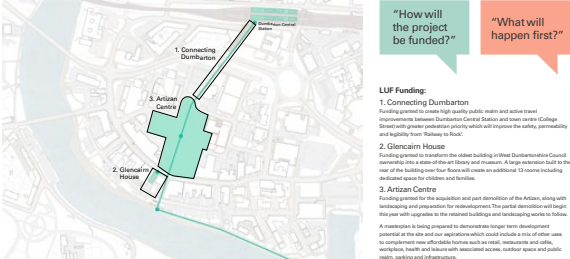 Dumbarton Central
Station
1. Connecting
Dumbarton
3. Artizan
Centre
2. Glencairn
House
“How will
the project
be funded?”
“What will
happen first?”
LUF Funding:
1. Connecting Dumbarton
Funding granted to create high quality public realm and active travel
improvements between Dumbarton Central Station and town centre (College
Street) with greater pedestrian priority which will improve the safety, permeability
and legibility from 'Railway to Rock'.
2. Glencairn House
Funding granted to transform the oldest building in West Dunbartonshire Council
ownership into a state-of-the-art library and museum. A large extension built to the
rear of the building over four floors will create an additional 13 rooms including
dedicated space for children and families.
3. Artizan Centre
Funding granted for the acquisition and part demolition of the Artizan, along with
landscaping and preparation for redevelopment. The partial demolition will begin
this year with upgrades to the retained buildings and landscaping works to follow.
A masterplan is being prepared to demonstrate longer term development
potential at the site and our aspirations which could include a mix of other uses
to complement new affordable homes such as retail, restaurants and cafés,
workplace, health and leisure with associated access, outdoor space and public
realm, parking and infrastructure.